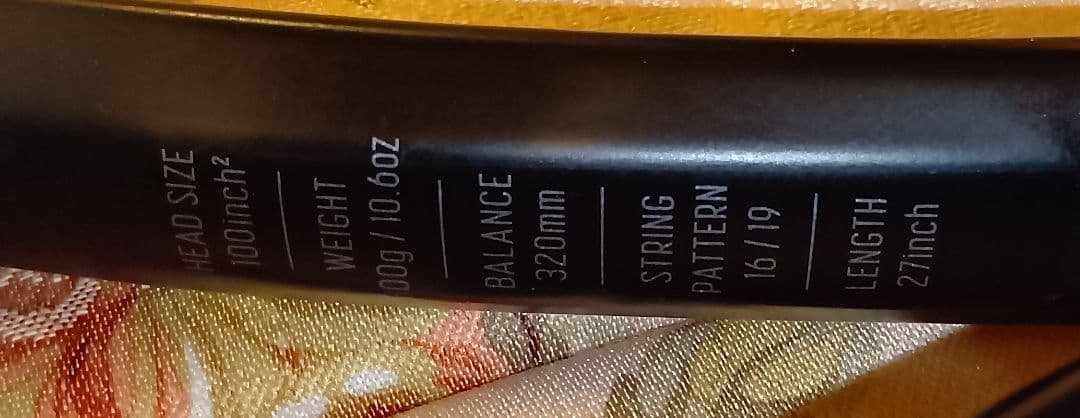 HEAD SIZE
100inch²
WEIGHT
00g / 10.6oz
BALANCE
320mm
STRING
PATTERN
16 / 19
LENGTH
27inch